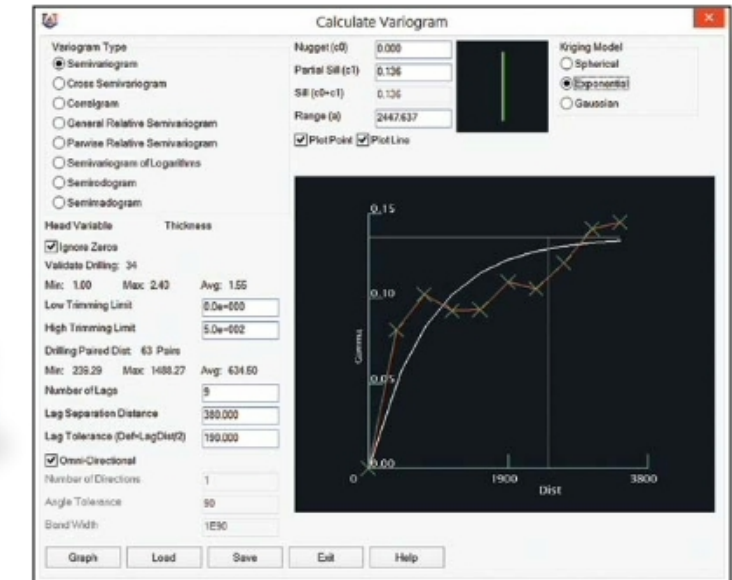 Calculate Variogram
Variogram Type
Semivariogram
Cross Semivariogram
Correlgram
General Relative Semivariogram
Parwise Relative Semivariogram
Semivariogram of Logarithms
Semirodogram
Semimadogram
Head Variable Thickness
Ignore Zeros
Validate Drilling: 34
Min: 1.00 Max: 2.40 Avg: 1.55
Low Trimming Limit 0.0e+000
High Trimming Limit 5.0e+002
Drilling Paired Dist 63 Pairs
Min: 239.29 Max: 1488.27 Avg: 634.60
Number of Lags 9
Lag Separation Distance 380.000
Lag Tolerance (Def=LagDist/2) 190.000
Omni-Directional
Number of Directions 1
Angle Tolerance 90
Band Width 1E90
Graph Load Save Exit Help
Nugget (c0) 0.000
Partial Sill (c1) 0.136
Sill (c0+c1) 0.136
Range (a) 2447.637
Plot Point Plot Line
Kriging Model
Spherical
Exponential
Gaussian
0.15
0.10
Gamma
0.05
0.00
0 1900 3800
Dist